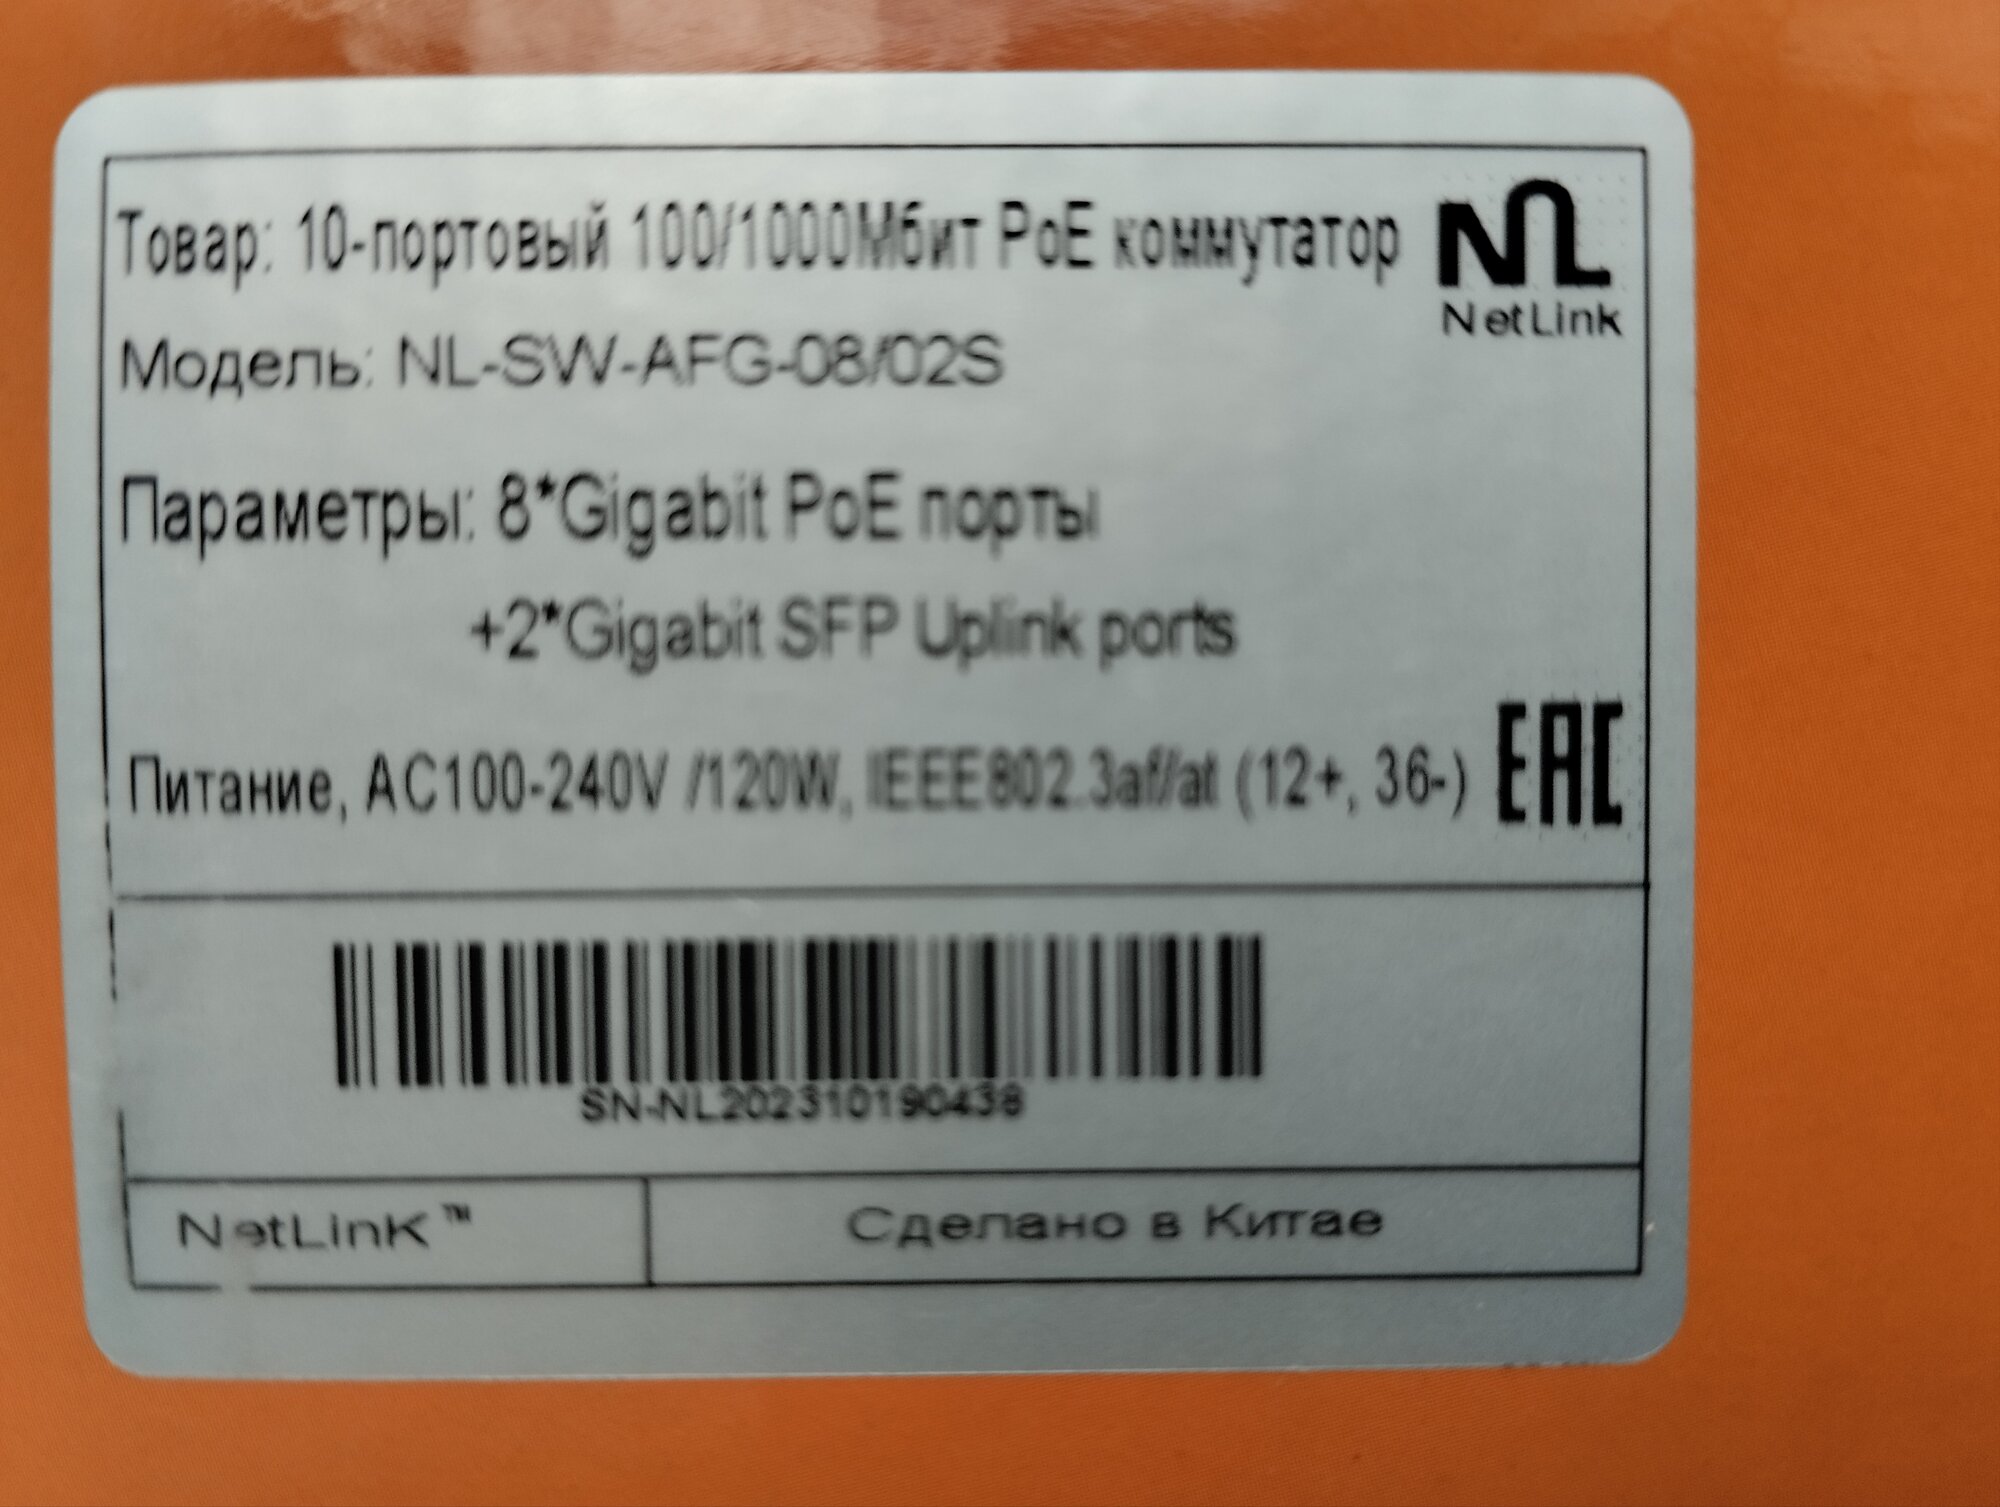 Товар: 10-портовый 100/1000Мбит PoE коммутатор
NL
NetLink
Модель: NL-SW-AFG-08/02S
Параметры: 8*Gigabit PoE порты
+2*Gigabit SFP Uplink ports
Питание, AC100-240V /120W, IEEE802.3af/at (12+, 36-)
EAC
SN-NL202310190438
NetLinK™
Сделано в Китае